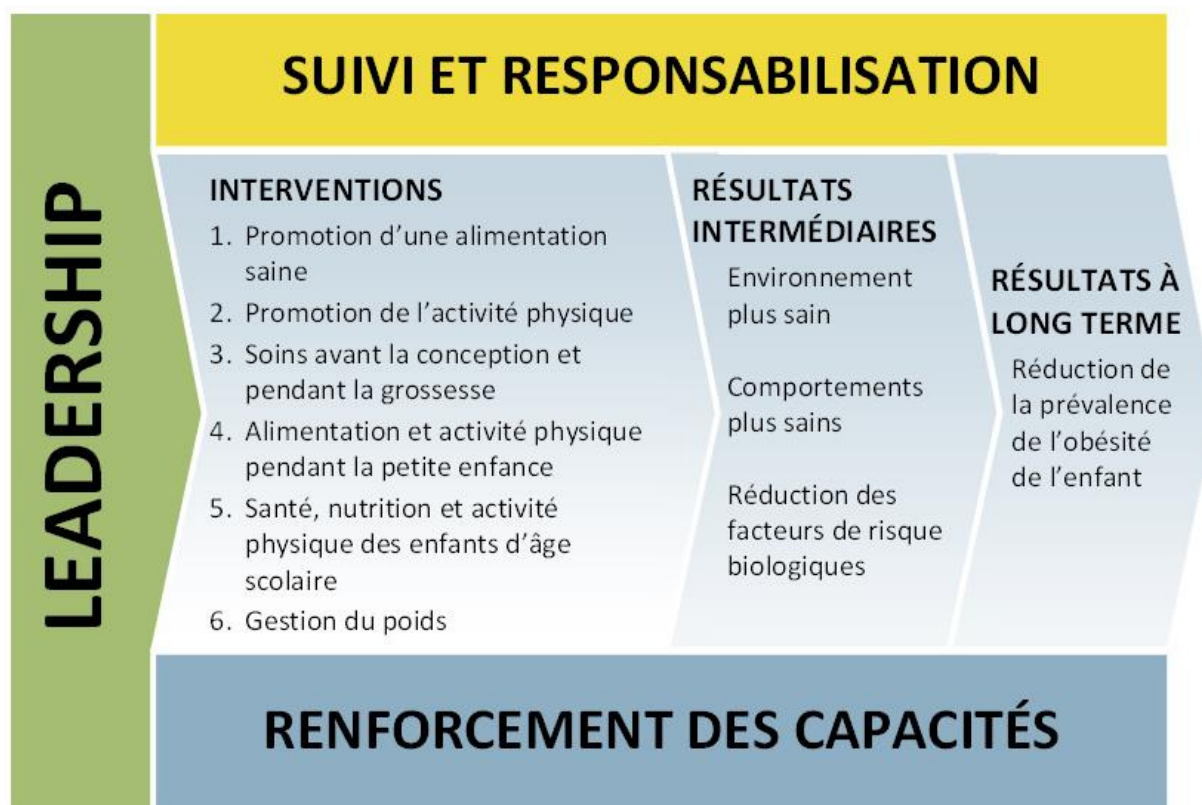 LEADERSHIP
SUIVI ET RESPONSABILISATION
INTERVENTIONS
1. Promotion d’une alimentation
saine
2. Promotion de l’activité physique
3. Soins avant la conception et
pendant la grossesse
4. Alimentation et activité physique
pendant la petite enfance
5. Santé, nutrition et activité
physique des enfants d’âge
scolaire
6. Gestion du poids
RÉSULTATS
INTERMÉDIAIRES
Environnement
plus sain
Comportements
plus sains
Réduction des
facteurs de risque
biologiques
RÉSULTATS À
LONG TERME
Réduction de
la prévalence
de l’obésité
de l’enfant
RENFORCEMENT DES CAPACITÉS